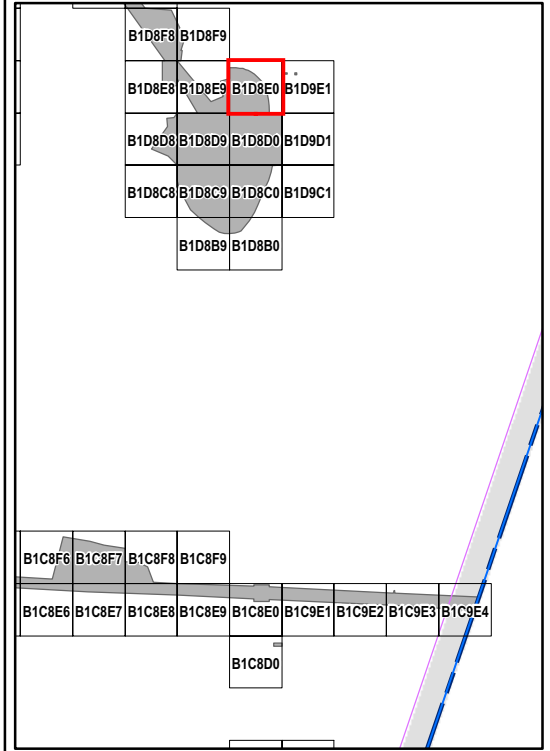 B1D8F8 B1D8F9
B1D8E8 B1D8E9 B1D8E0 B1D9E1
B1D8D8 B1D8D9 B1D8D0 B1D9D1
B1D8C8 B1D8C9 B1D8C0 B1D9C1
B1D8B9 B1D8B0
B1C8F6 B1C8F7 B1C8F8 B1C8F9
B1C8E6 B1C8E7 B1C8E8 B1C8E9 B1C8E0 B1C9E1 B1C9E2 B1C9E3 B1C9E4
B1C8D0